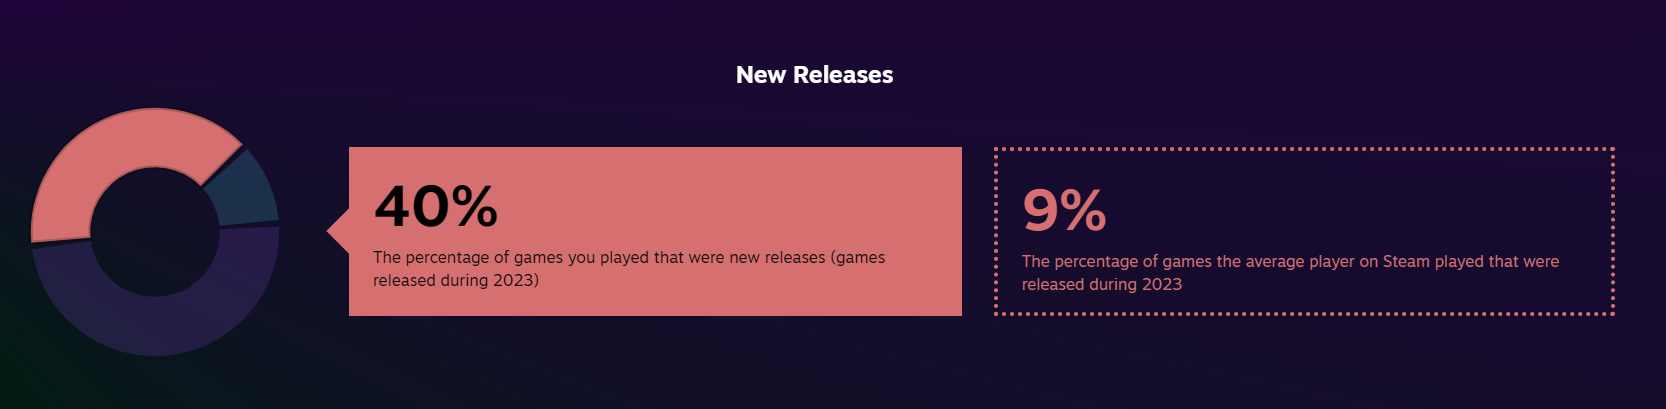 New Releases
40%
The percentage of games you played that were new releases (games
released during 2023)
9%
The percentage of games the average player on Steam played that were
released during 2023